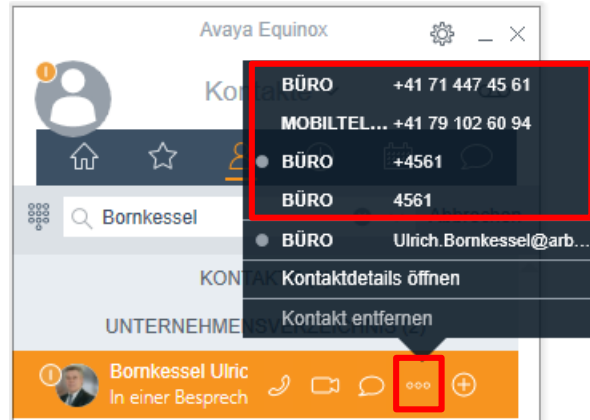 Avaya Equinox
Kontakte
BÜRO +41 71 447 45 61
MOBILTEL... +41 79 102 60 94
BÜRO +4561
BÜRO 4561
Bornkessel
Abbrechen
BÜRO Ulrich.Bornkessel@arb...
KONTAKT
Kontaktdetails öffnen
UNTERNEHMENSVERZEICHNIS (2)
Kontakt entfernen
Bornkessel Ulric
In einer Besprech